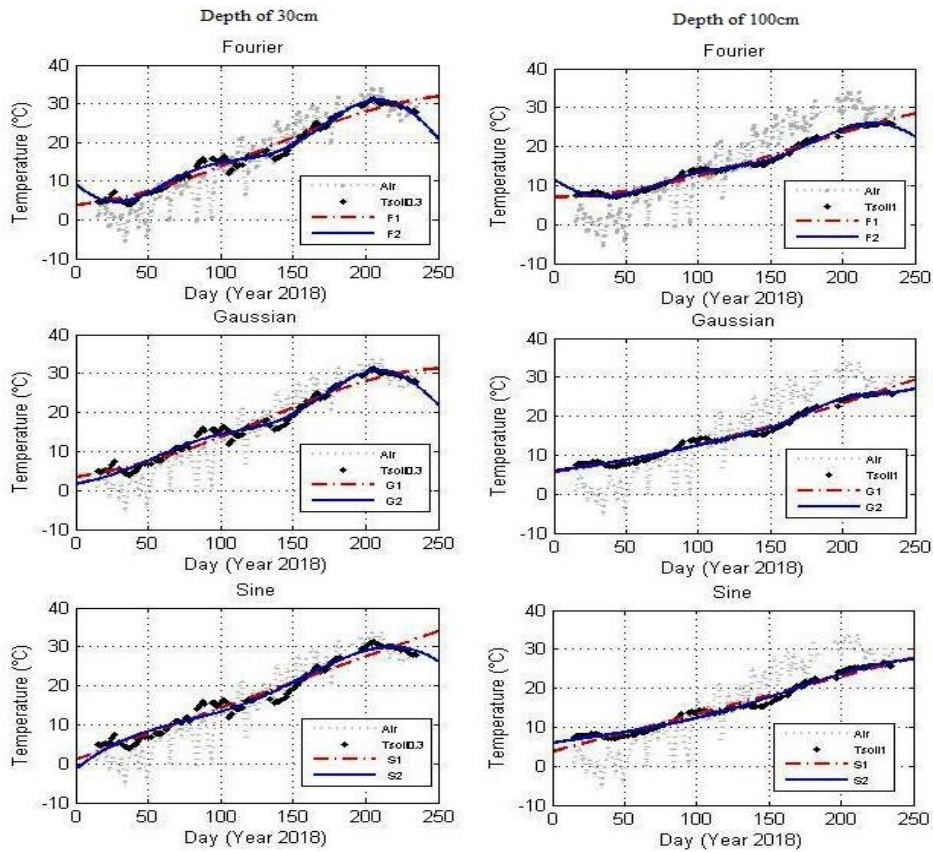 Depth of 30cm
Fourier
Temperature (°C)
40
30
20
10
0
-10
Air
Tsoil0.3
F1
F2
0 50 100 150 200 250
Day (Year 2018)
Gaussian
Temperature (°C)
40
30
20
10
0
-10
Air
Tsoil0.3
G1
G2
0 50 100 150 200 250
Day (Year 2018)
Sine
Temperature (°C)
40
30
20
10
0
-10
Air
Tsoil0.3
S1
S2
0 50 100 150 200 250
Day (Year 2018)
Depth of 100cm
Fourier
Temperature (°C)
40
30
20
10
0
-10
Air
Tsoil1
F1
F2
0 50 100 150 200 250
Day (Year 2018)
Gaussian
Temperature (°C)
40
30
20
10
0
-10
Air
Tsoil1
G1
G2
0 50 100 150 200 250
Day (Year 2018)
Sine
Temperature (°C)
40
30
20
10
0
-10
Air
Tsoil1
S1
S2
0 50 100 150 200 250
Day (Year 2018)